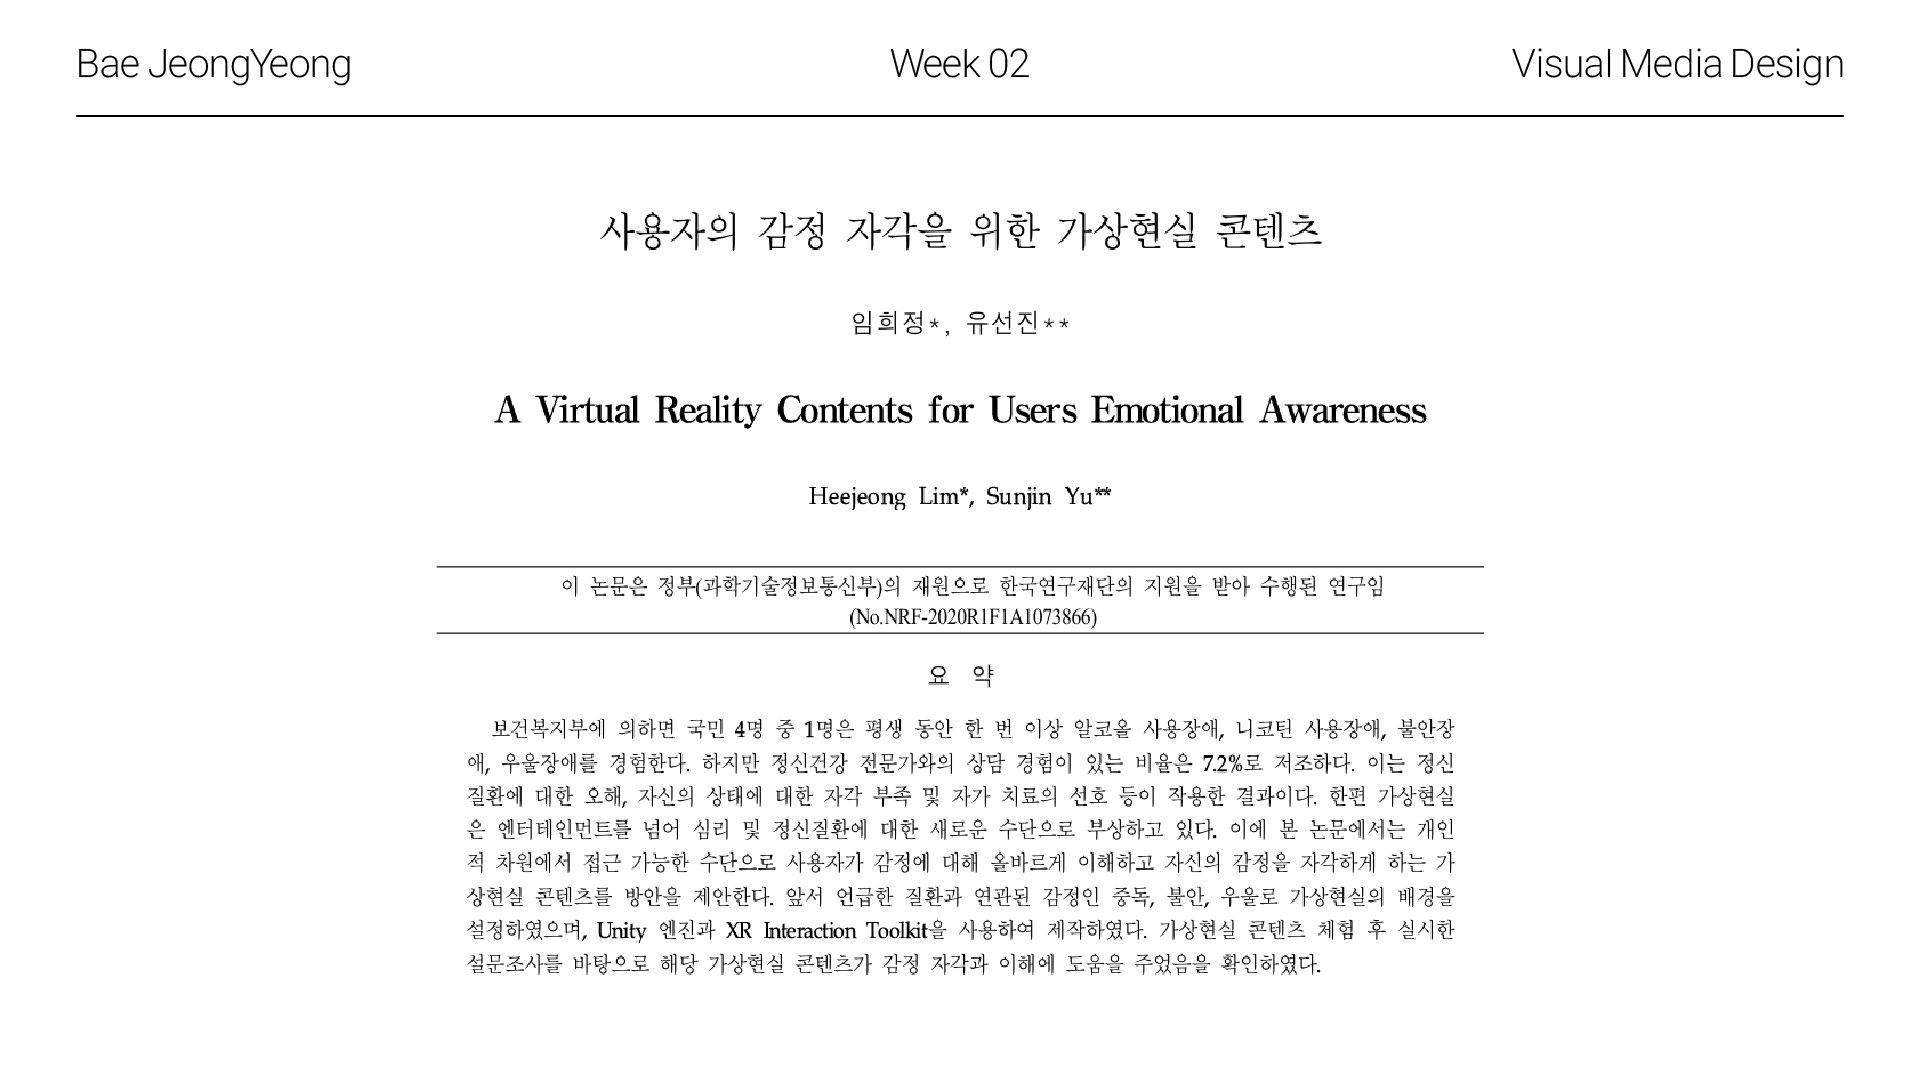 Bae JeongYeong
Week 02
Visual Media Design
사용자의 감정 자각을 위한 가상현실 콘텐츠
임희정*, 유선진**
A Virtual Reality Contents for Users Emotional Awareness
Heejeong Lim*, Sunjin Yu**
이 논문은 정부(과학기술정보통신부)의 재원으로 한국연구재단의 지원을 받아 수행된 연구임
(No.NRF-2020R1F1A1073866)
요 약
보건복지부에 의하면 국민 4명 중 1명은 평생 동안 한 번 이상 알코올 사용장애, 니코틴 사용장애, 불안장
애, 우울장애를 경험한다. 하지만 정신건강 전문가와의 상담 경험이 있는 비율은 7.2%로 저조하다. 이는 정신
질환에 대한 오해, 자신의 상태에 대한 자각 부족 및 자가 치료의 선호 등이 작용한 결과이다. 한편 가상현실
은 엔터테인먼트를 넘어 심리 및 정신질환에 대한 새로운 수단으로 부상하고 있다. 이에 본 논문에서는 개인
적 차원에서 접근 가능한 수단으로 사용자가 감정에 대해 올바르게 이해하고 자신의 감정을 자각하게 하는 가
상현실 콘텐츠를 방안을 제안한다. 앞서 언급한 질환과 연관된 감정인 중독, 불안, 우울로 가상현실의 배경을
설정하였으며, Unity 엔진과 XR Interaction Toolkit을 사용하여 제작하였다. 가상현실 콘텐츠 체험 후 실시한
설문조사를 바탕으로 해당 가상현실 콘텐츠가 감정 자각과 이해에 도움을 주었음을 확인하였다.